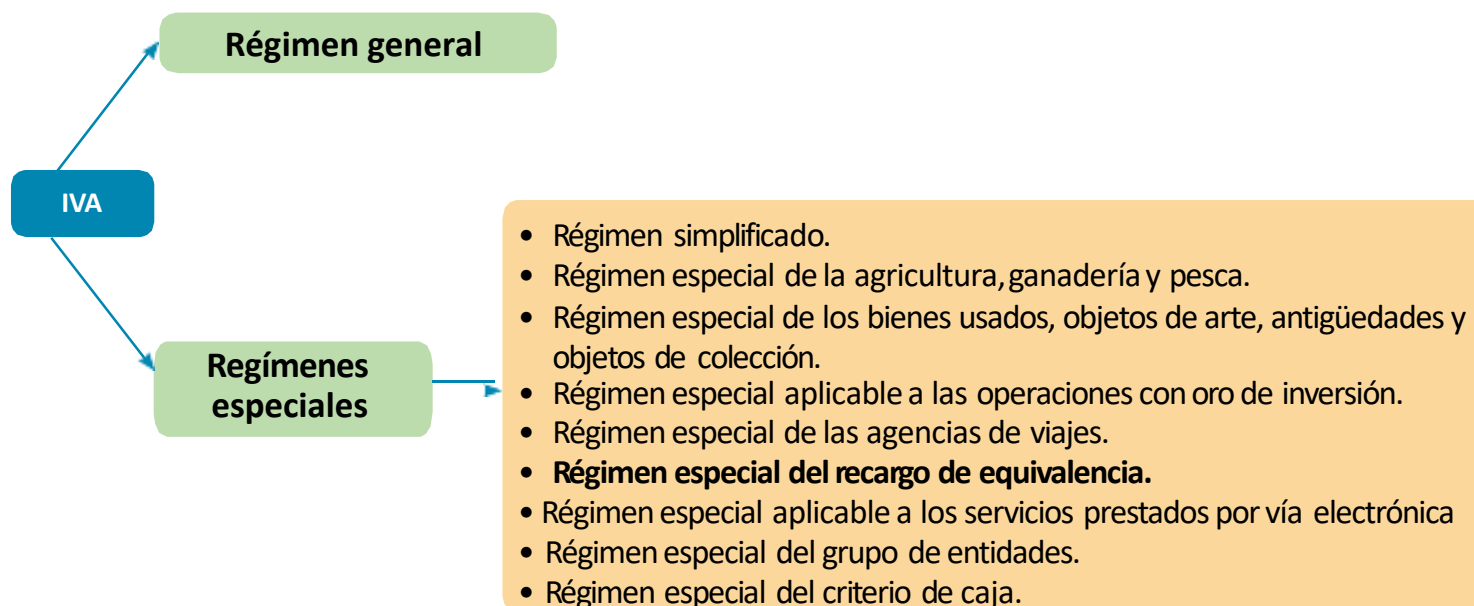 Régimen general
IVA
Regímenes
especiales
• Régimen simplificado.
• Régimen especial de la agricultura, ganadería y pesca.
• Régimen especial de los bienes usados, objetos de arte, antigüedades y
objetos de colección.
• Régimen especial aplicable a las operaciones con oro de inversión.
• Régimen especial de las agencias de viajes.
• Régimen especial del recargo de equivalencia.
• Régimen especial aplicable a los servicios prestados por vía electrónica
• Régimen especial del grupo de entidades.
• Régimen especial del criterio de caja.